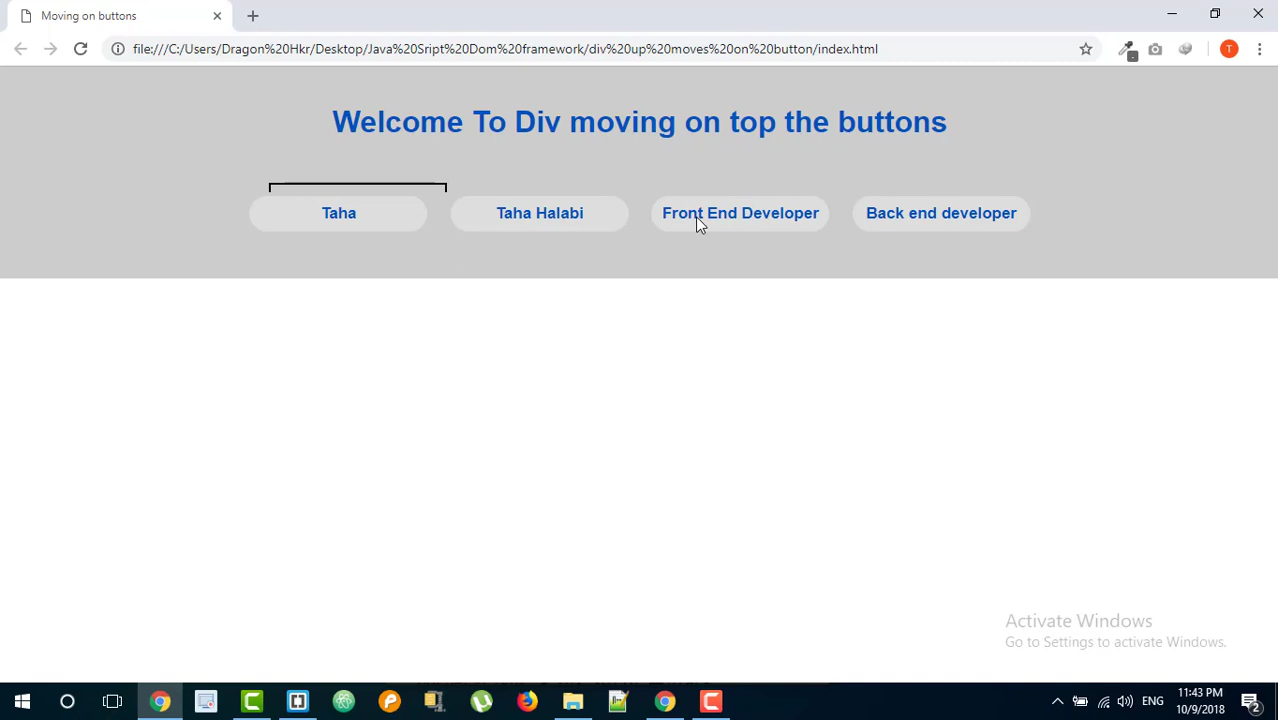 Moving on buttons
file:///C:/Users/Dragon%20Hkr/Desktop/Java%20Sript%20Dom%20framework/div%20up%20moves%20on%20button/index.html
T
Welcome To Div moving on top the buttons
Taha Taha Halabi Front End Developer Back end developer
Activate Windows
Go to Settings to activate Windows.
ENG
11:43 PM
10/9/2018
2